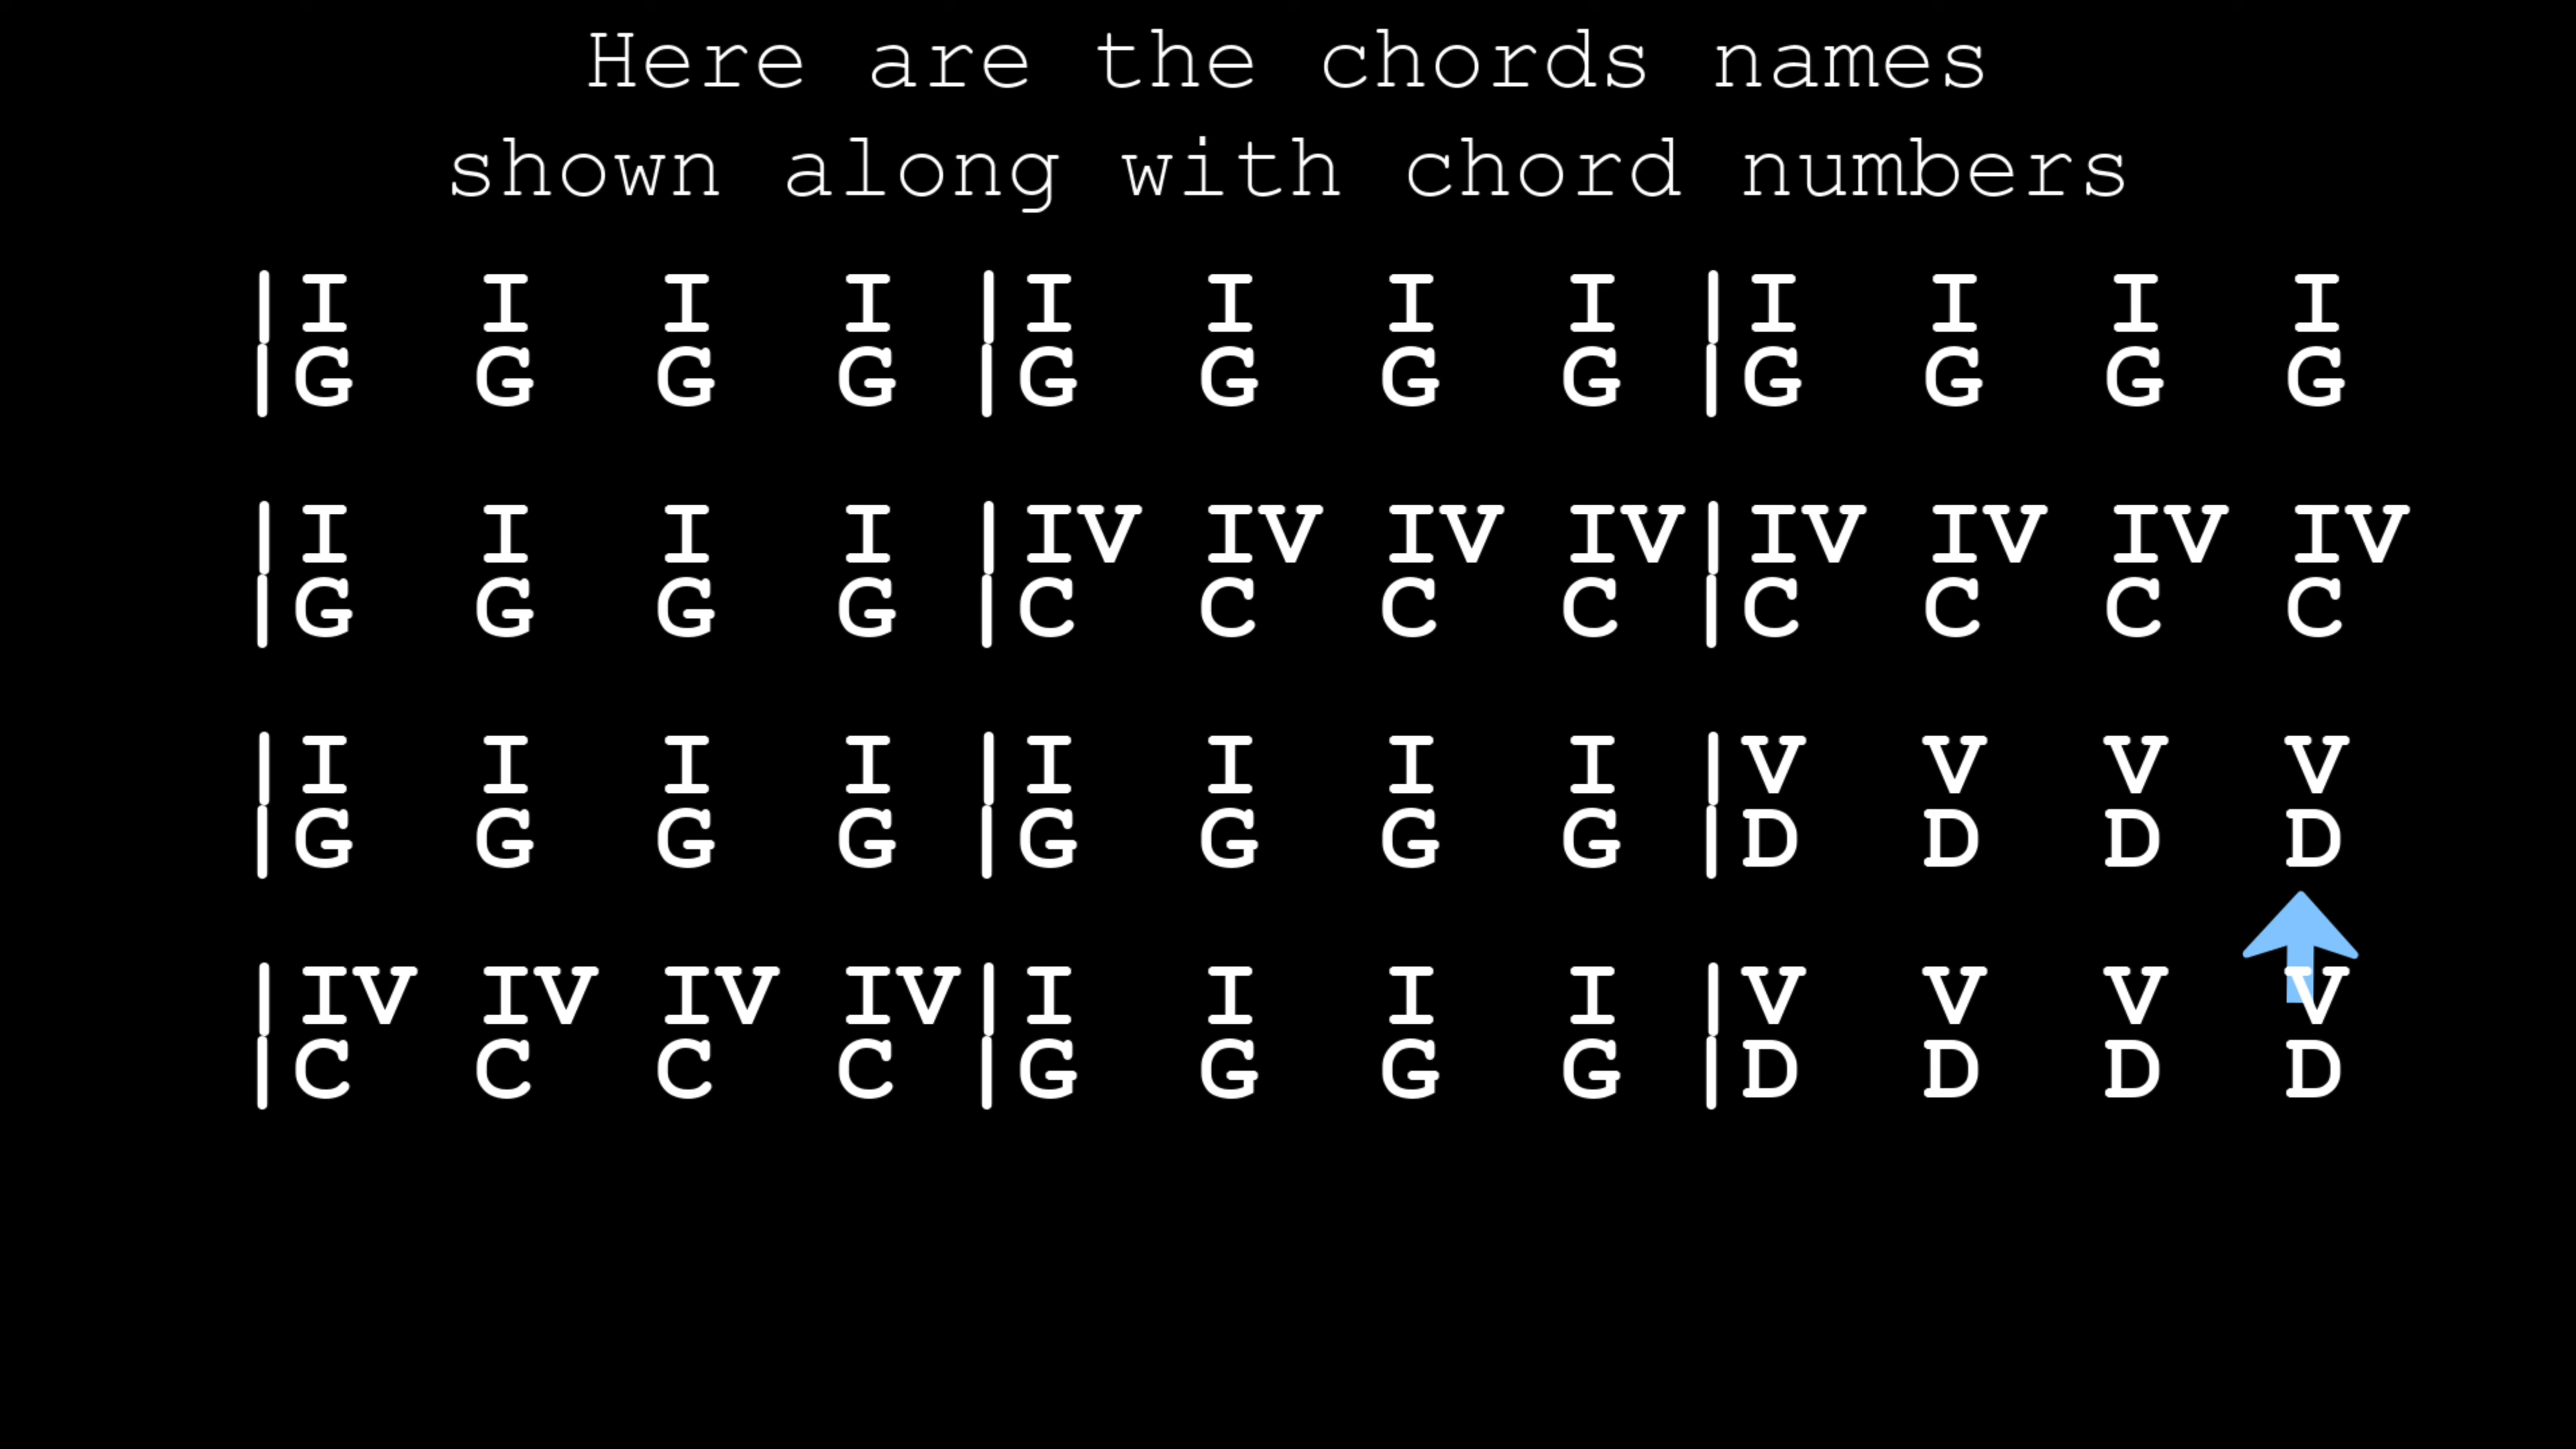 Here are the chords names
shown along with chord numbers
|I I I I |I I I I |I I I I
|G G G G |G G G G |G G G G
|I I I I |IV IV IV IV |IV IV IV IV
|G G G G |C C C C |C C C C
|I I I I |I I I I |V V V V
|G G G G |G G G G |D D D D
|IV IV IV IV |I I I I |V V V V
|C C C C |G G G G |D D D D